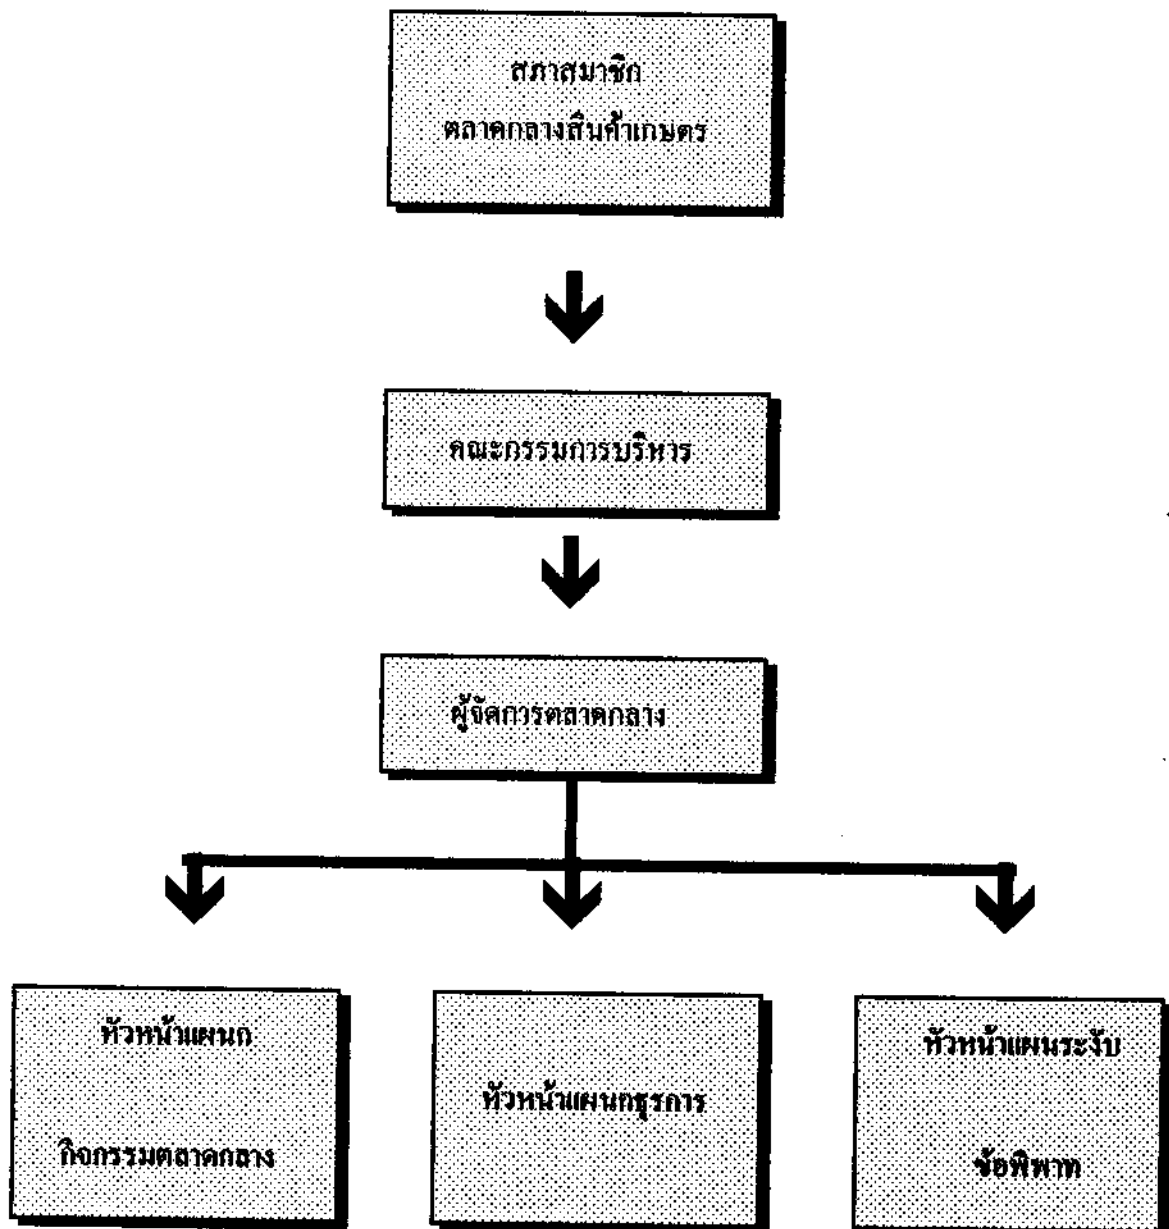 สภาสมาชิก
ตลาดกลางสินค้าเกษตร
คณะกรรมการบริหาร
ผู้จัดการตลาดกลาง
หัวหน้าแผนก
กิจกรรมตลาดกลาง
หัวหน้าแผนกธุรการ
หัวหน้าแผนระงับ
ข้อพิพาท